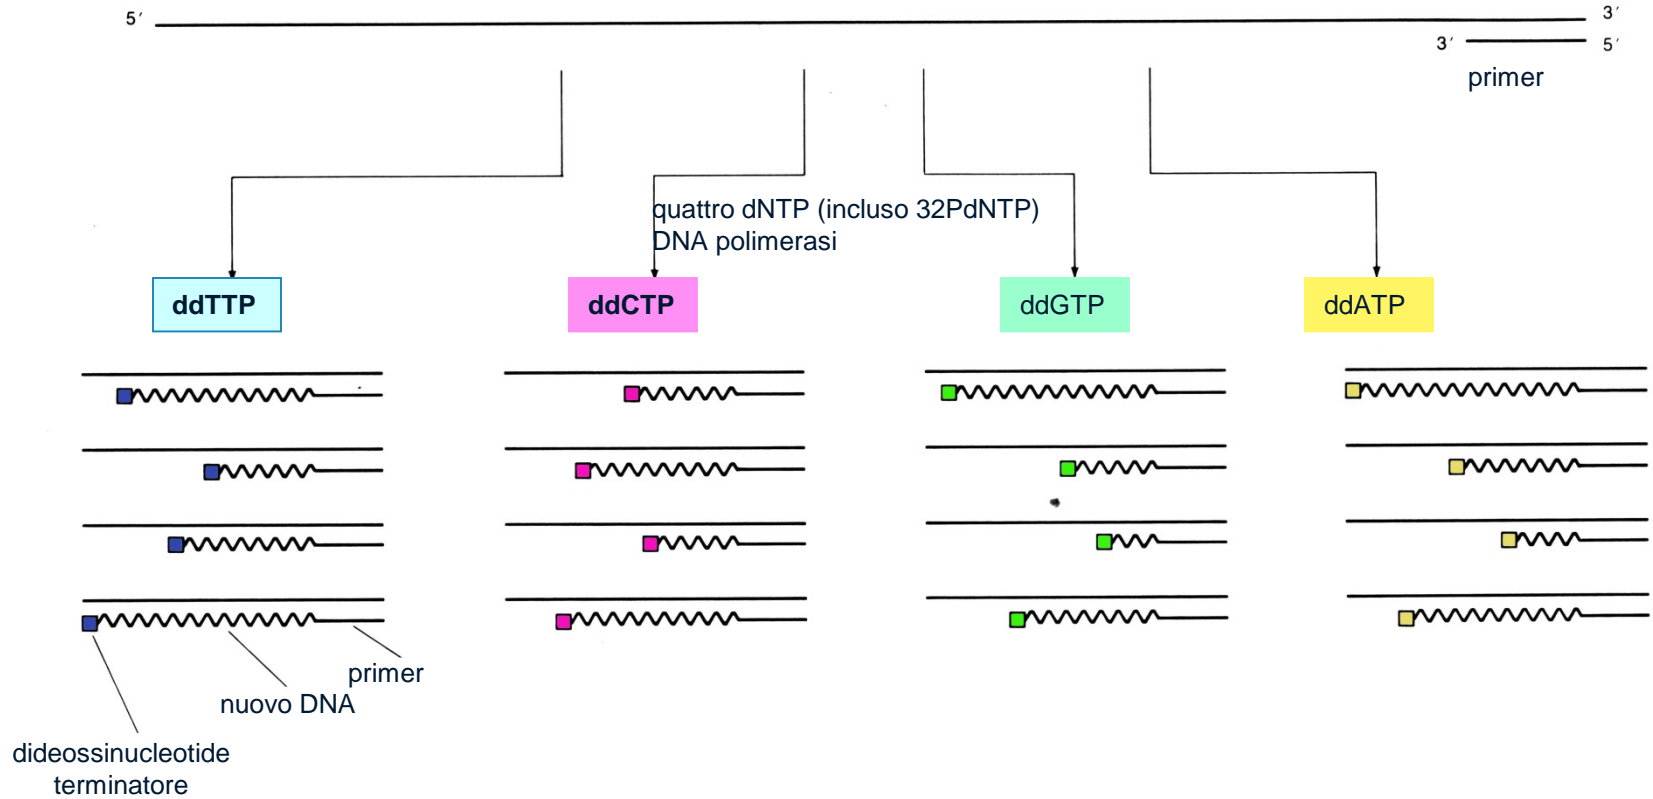 5′
3′
3′
5′
primer
quattro dNTP (incluso 32PdNTP)
DNA polimerasi
ddTTP
ddCTP
ddGTP
ddATP
primer
nuovo DNA
dideossinucleotide
terminatore